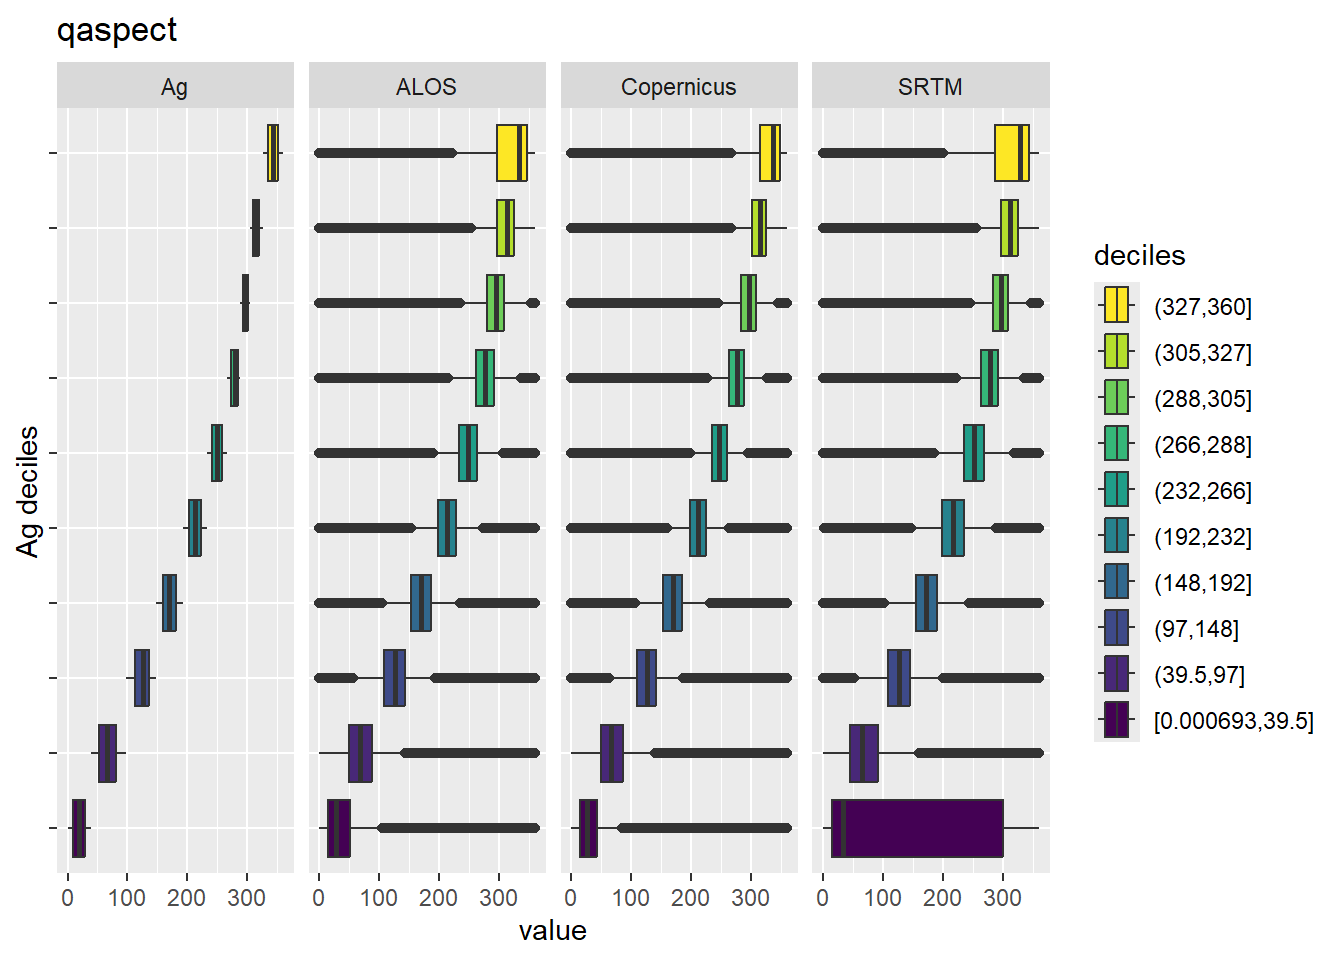 qaspect
Ag ALOS Copernicus SRTM
Ag deciles
0 100 200 300 0 100 200 300 0 100 200 300 0 100 200 300
value
deciles
(327,360]
(305,327]
(288,305]
(266,288]
(232,266]
(192,232]
(148,192]
(97,148]
(39.5,97]
[0.000693,39.5]